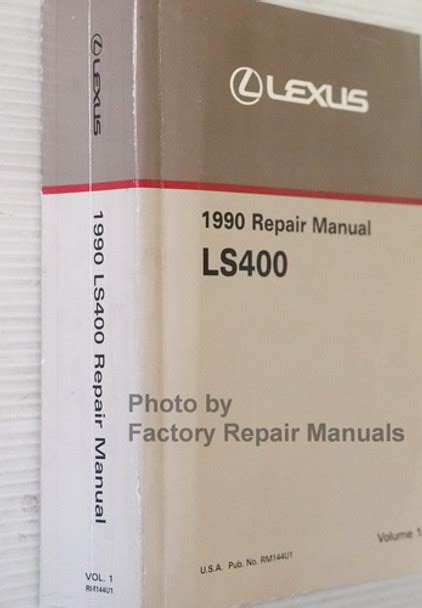 LEXUS
1990 LS400 Repair Manual
VOL. 1
RM144U1
LEXUS
1990 Repair Manual
LS400
Photo by
Factory Repair Manuals
Volume 1
U.S.A. Pub. No. RM144U1